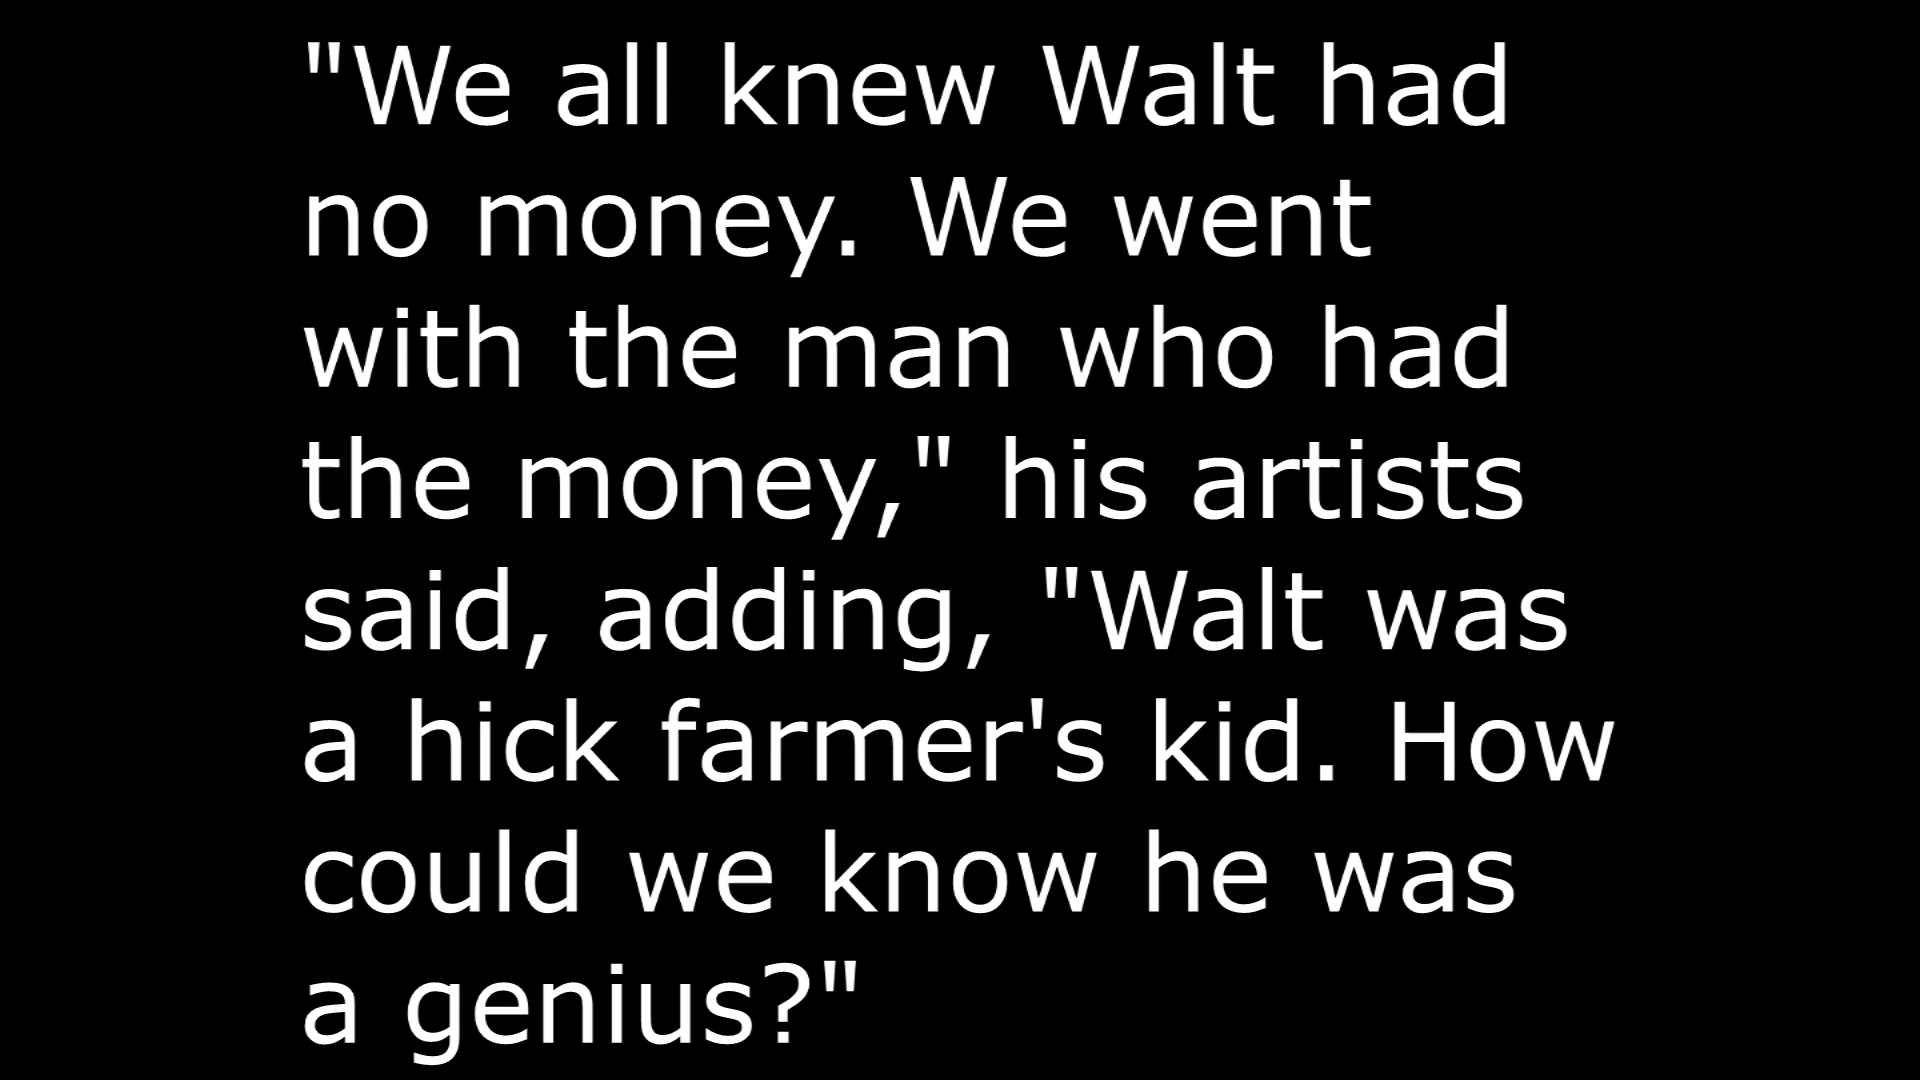 "We all knew Walt had
no money. We went
with the man who had
the money," his artists
said, adding, "Walt was
a hick farmer's kid. How
could we know he was
a genius?"